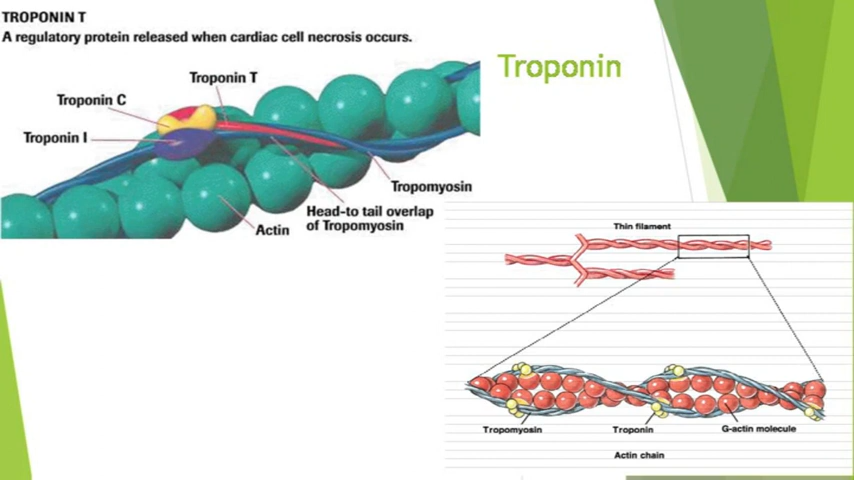 TROPONIN T
A regulatory protein released when cardiac cell necrosis occurs.
Troponin T
Troponin C
Troponin I
Tropomyosin
Head-to tail overlap
of Tropomyosin
Actin
Troponin
Thin filament
Tropomyosin
Troponin
G-actin molecule
Actin chain